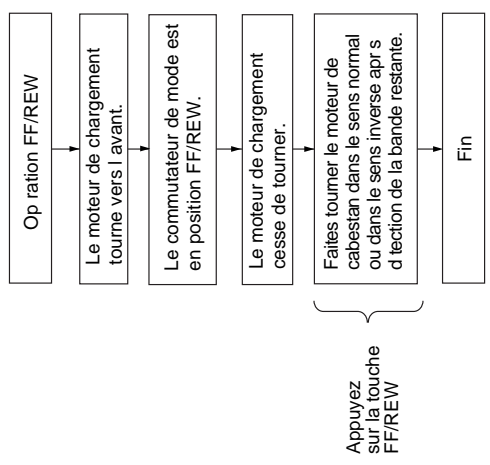 Op ration FF/REW
Le moteur de chargement
tourne vers l avant.
Le commutateur de mode est
en position FF/REW.
Le moteur de chargement
cesse de tourner.
Faites tourner le moteur de
cabestan dans le sens normal
ou dans le sens inverse apr s
d tection de la bande restante.
Fin
Appuyez
sur la touche
FF/REW